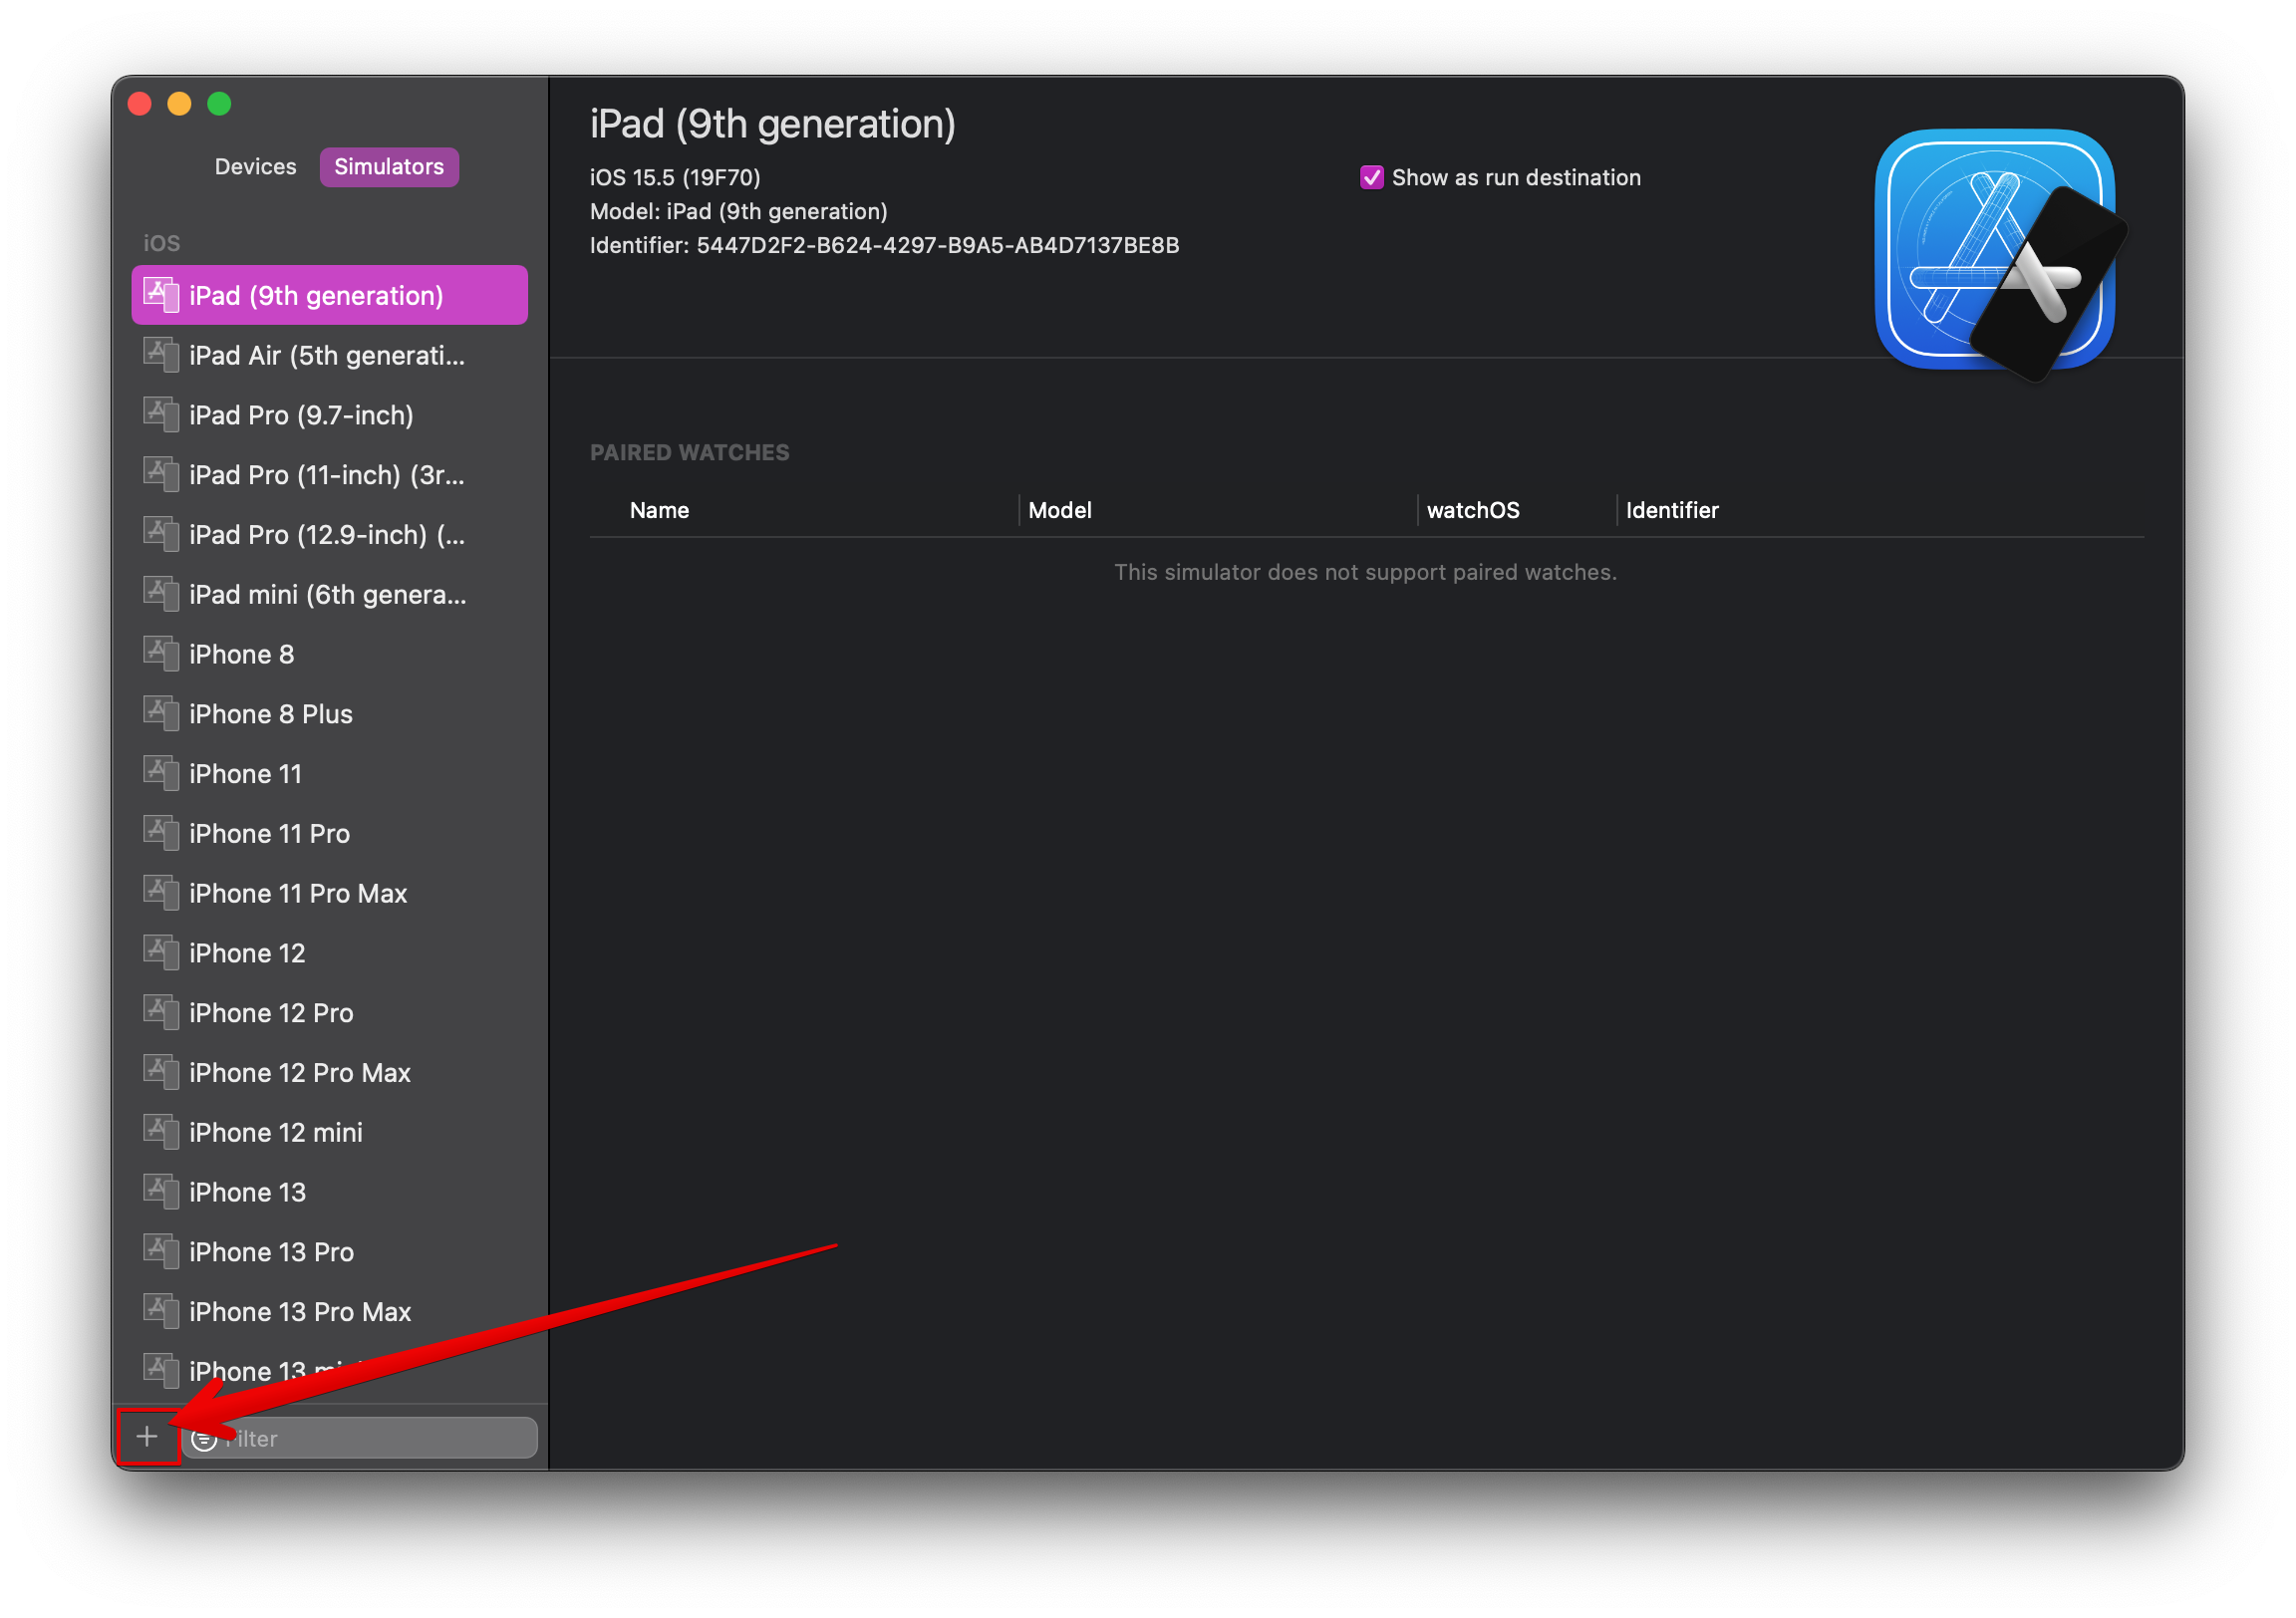 Devices Simulators
iOS
iPad (9th generation)
iPad Air (5th generati...
iPad Pro (9.7-inch)
iPad Pro (11-inch) (3r...
iPad Pro (12.9-inch) (...
iPad mini (6th genera...
iPhone 8
iPhone 8 Plus
iPhone 11
iPhone 11 Pro
iPhone 11 Pro Max
iPhone 12
iPhone 12 Pro
iPhone 12 Pro Max
iPhone 12 mini
iPhone 13
iPhone 13 Pro
iPhone 13 Pro Max
iPhone 13 mini
Filter
iPad (9th generation)
iOS 15.5 (19F70)
Model: iPad (9th generation)
Identifier: 5447D2F2-B624-4297-B9A5-AB4D7137BE8B
Show as run destination
PAIRED WATCHES
Name Model watchOS Identifier
This simulator does not support paired watches.